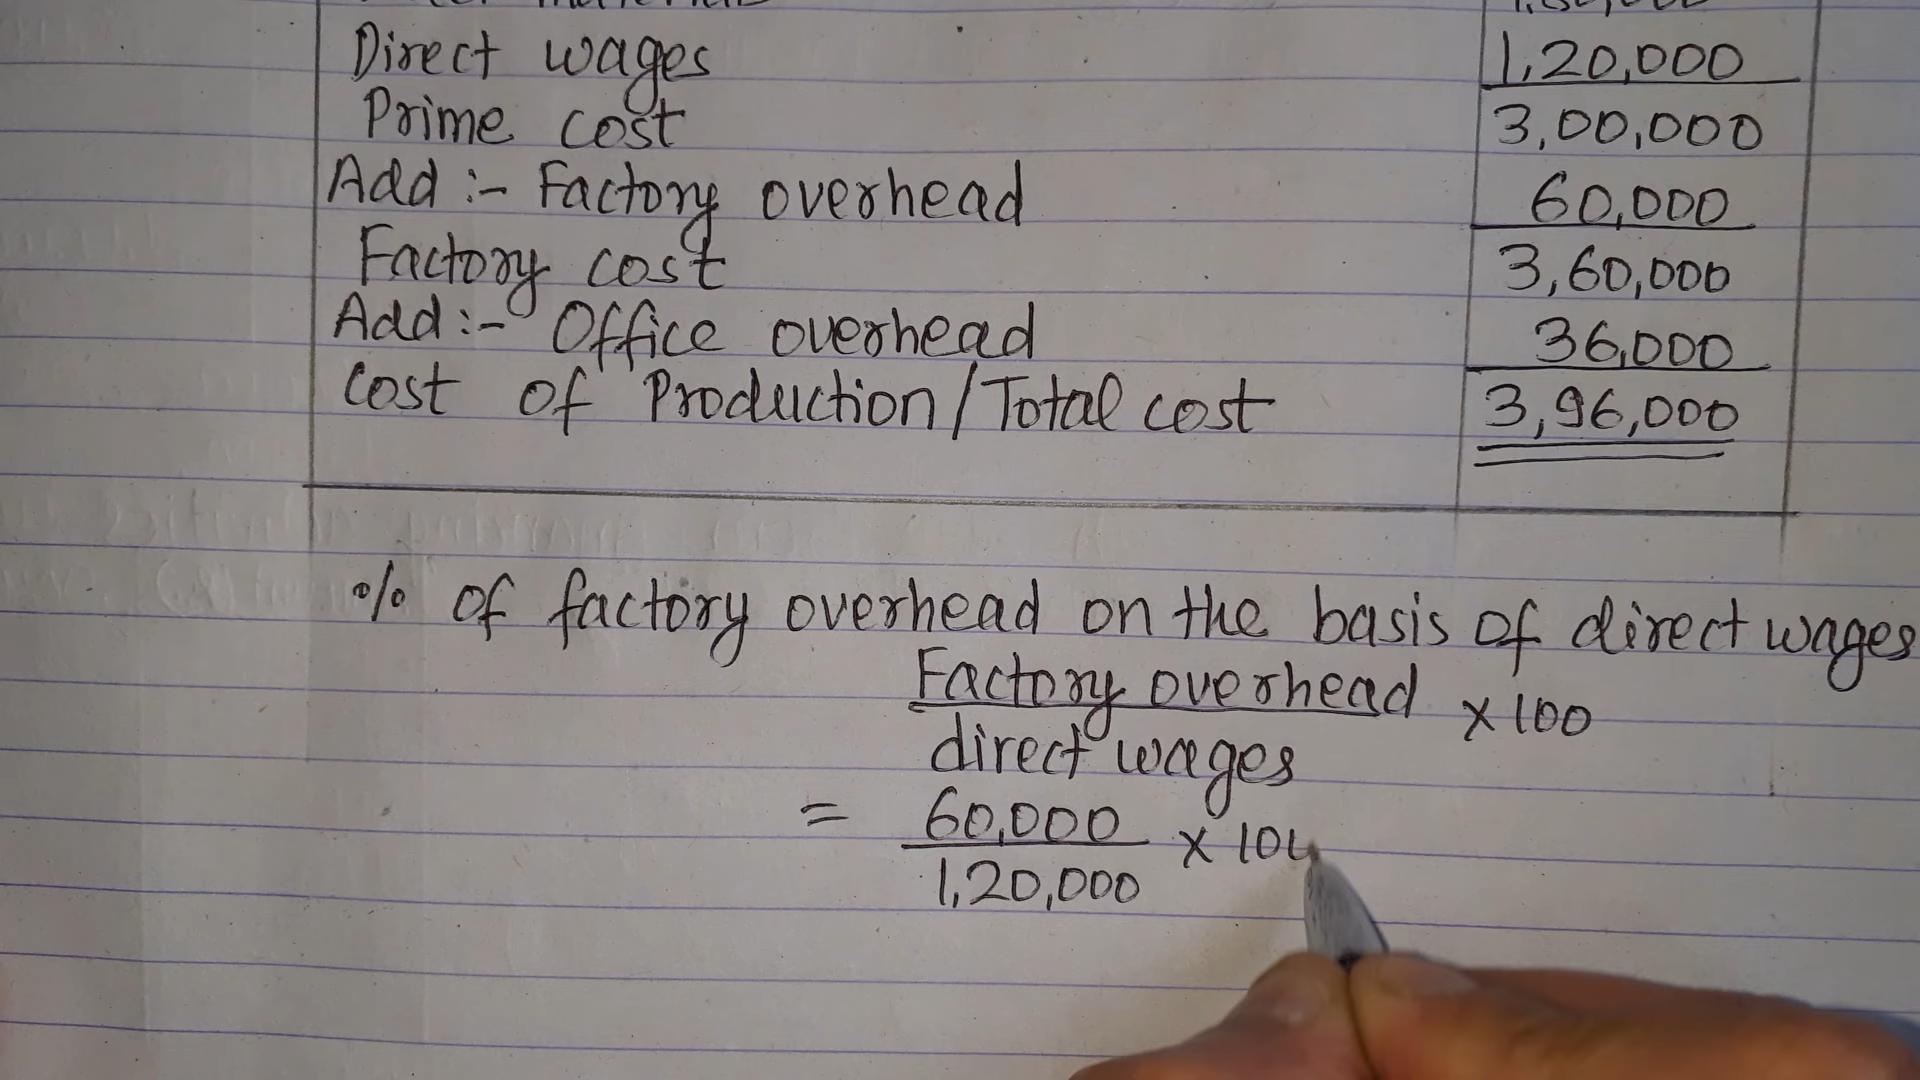 Direct wages 1,20,000
Prime cost 3,00,000
Add :- Factory overhead 60,000
Factory cost 3,60,000
Add :- Office overhead 36,000
Cost of Production/Total cost 3,96,000
% of factory overhead on the basis of direct wages
Factory overhead x 100
direct wages
= 60,000 x 10
1,20,000